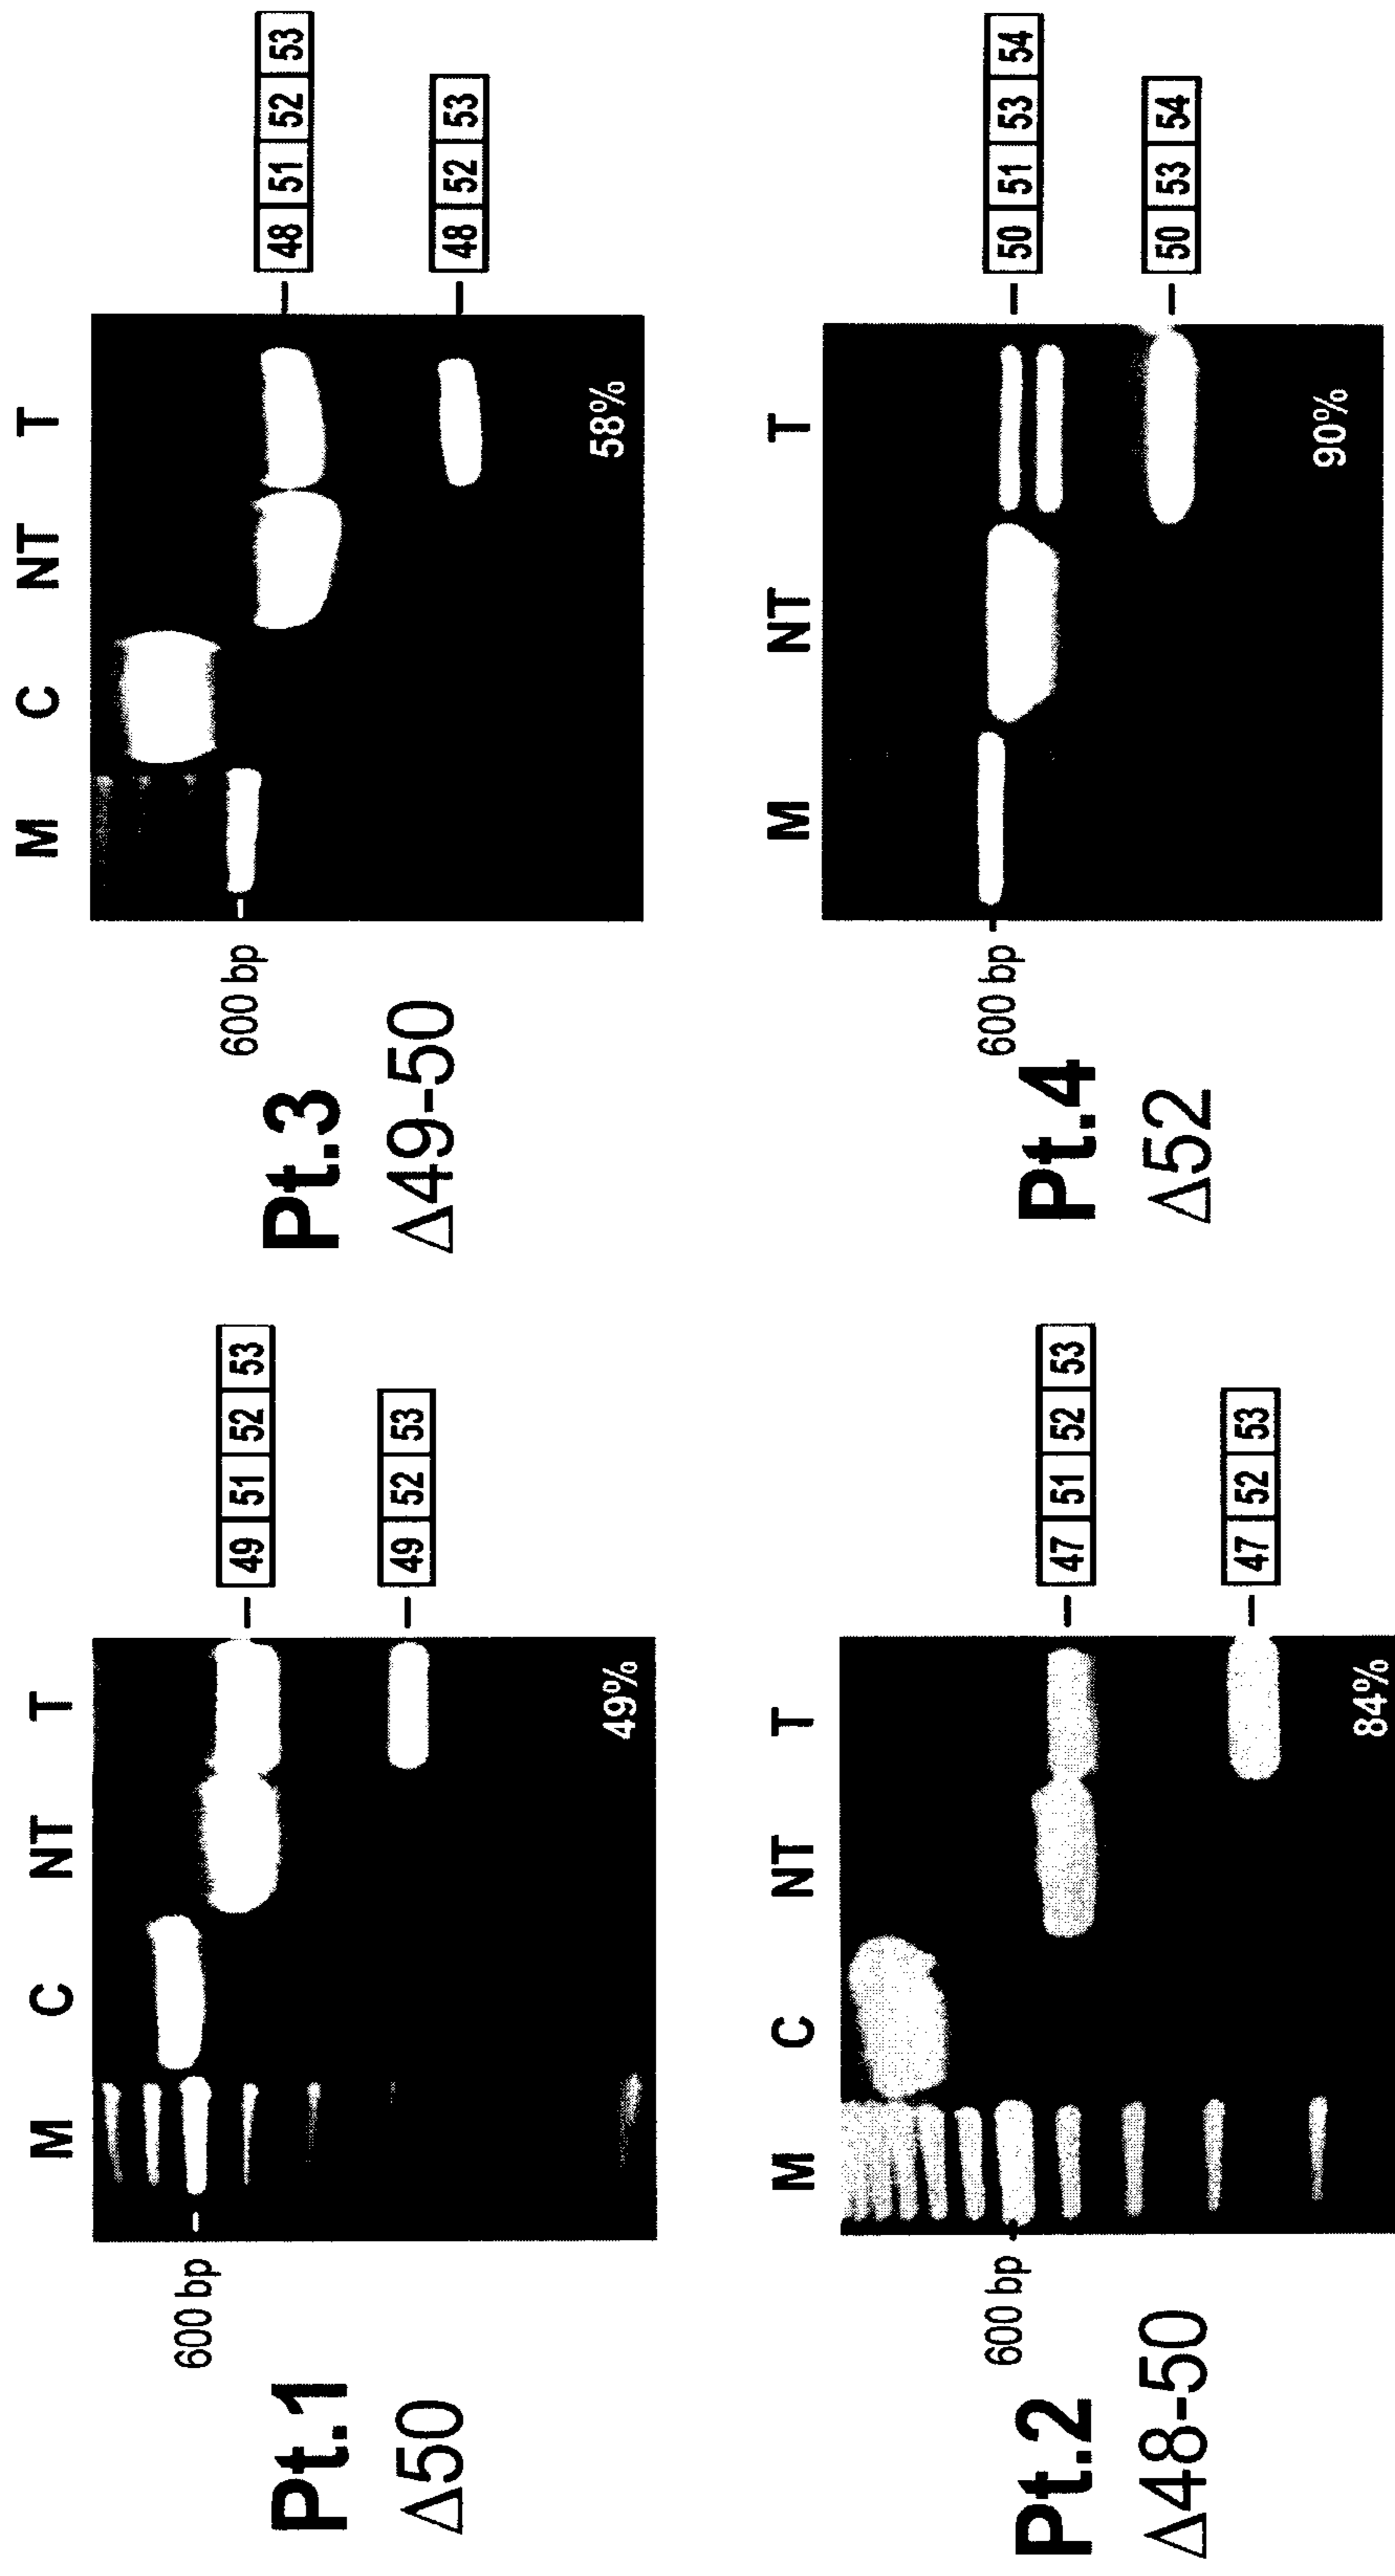 Pt.1
Δ50
600 bp
M C NT T
49 51 52 53
49 52 53
49%
Pt.3
Δ49-50
600 bp
M C NT T
48 51 52 53
48 52 53
58%
Pt.2
Δ48-50
600 bp
M C NT T
47 51 52 53
47 52 53
84%
Pt.4
Δ52
600 bp
M NT T
50 51 53 54
50 53 54
90%